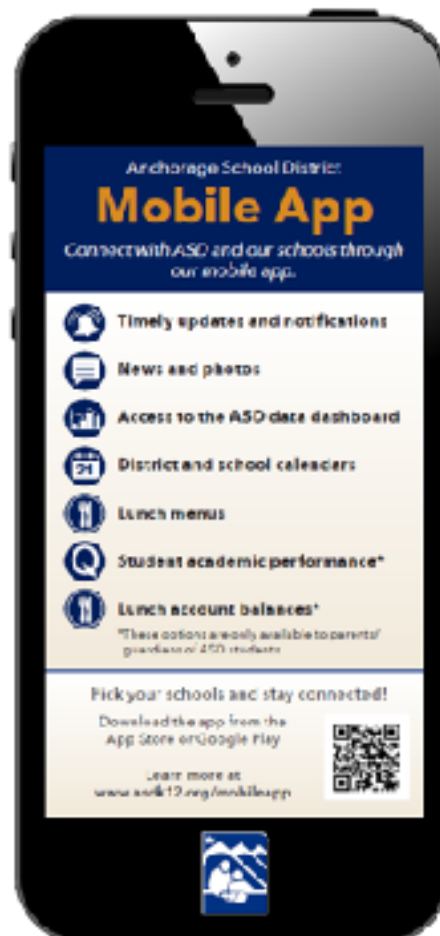 Anchorage School District
Mobile App
Connect with ASD and our schools through
our mobile app.
Timely updates and notifications
News and photos
Access to the ASD data dashboard
21
District and school calendars
Lunch menus
Q
Student academic performance*
Lunch account balances*
*These options are only available to parents/
guardians of ASD students
Pick your schools and stay connected!
Download the app from the
App Store or Google Play
Learn more at
www.asdk12.org/mobileapp